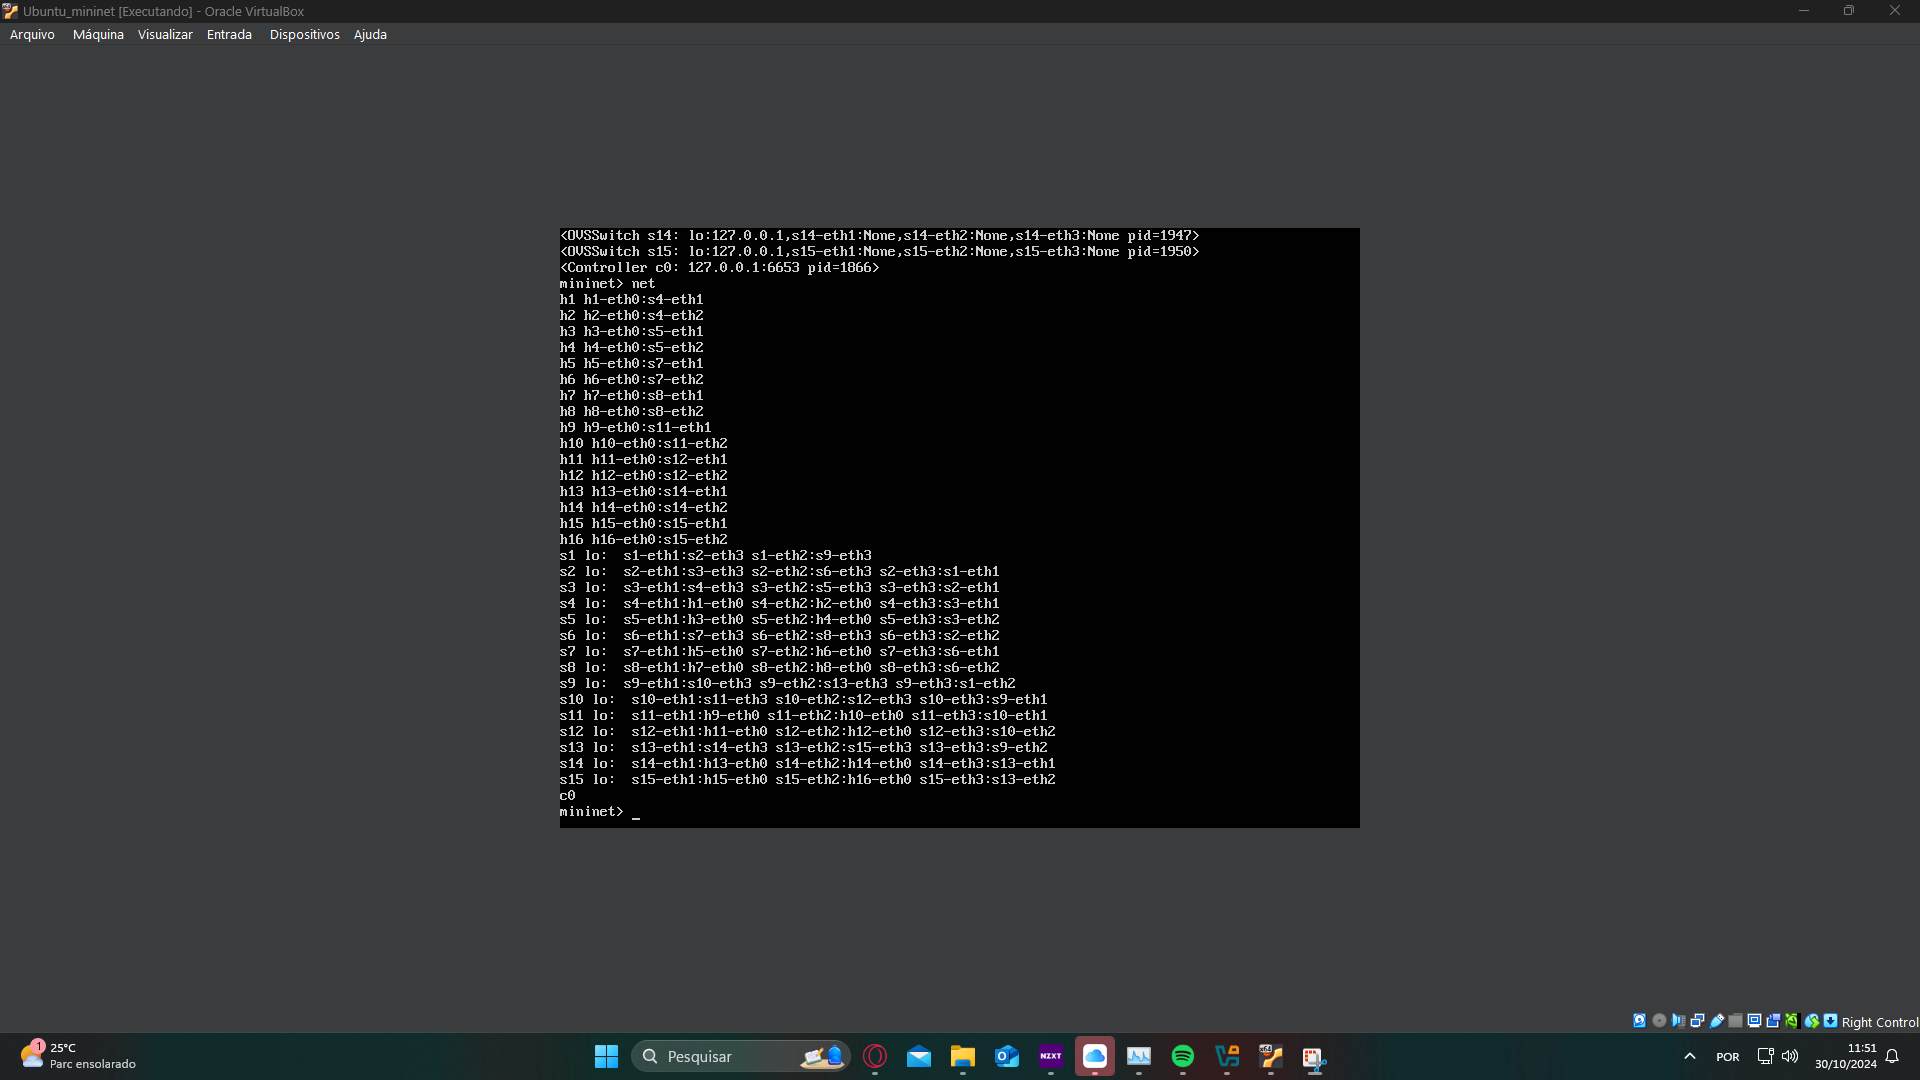 Ubuntu_mininet [Executando] - Oracle VirtualBox
Arquivo Máquina Visualizar Entrada Dispositivos Ajuda
<OVSSwitch s14: lo:127.0.0.1,s14-eth1:None,s14-eth2:None,s14-eth3:None pid=1947>
<OVSSwitch s15: lo:127.0.0.1,s15-eth1:None,s15-eth2:None,s15-eth3:None pid=1950>
<Controller c0: 127.0.0.1:6653 pid=1866>
mininet> net
h1 h1-eth0:s4-eth1
h2 h2-eth0:s4-eth2
h3 h3-eth0:s5-eth1
h4 h4-eth0:s5-eth2
h5 h5-eth0:s7-eth1
h6 h6-eth0:s7-eth2
h7 h7-eth0:s8-eth1
h8 h8-eth0:s8-eth2
h9 h9-eth0:s11-eth1
h10 h10-eth0:s11-eth2
h11 h11-eth0:s12-eth1
h12 h12-eth0:s12-eth2
h13 h13-eth0:s14-eth1
h14 h14-eth0:s14-eth2
h15 h15-eth0:s15-eth1
h16 h16-eth0:s15-eth2
s1 lo:  s1-eth1:s2-eth3 s1-eth2:s9-eth3
s2 lo:  s2-eth1:s3-eth3 s2-eth2:s6-eth3 s2-eth3:s1-eth1
s3 lo:  s3-eth1:s4-eth3 s3-eth2:s5-eth3 s3-eth3:s2-eth1
s4 lo:  s4-eth1:h1-eth0 s4-eth2:h2-eth0 s4-eth3:s3-eth1
s5 lo:  s5-eth1:h3-eth0 s5-eth2:h4-eth0 s5-eth3:s3-eth2
s6 lo:  s6-eth1:s7-eth3 s6-eth2:s8-eth3 s6-eth3:s2-eth2
s7 lo:  s7-eth1:h5-eth0 s7-eth2:h6-eth0 s7-eth3:s6-eth1
s8 lo:  s8-eth1:h7-eth0 s8-eth2:h8-eth0 s8-eth3:s6-eth2
s9 lo:  s9-eth1:s10-eth3 s9-eth2:s13-eth3 s9-eth3:s1-eth2
s10 lo:  s10-eth1:s11-eth3 s10-eth2:s12-eth3 s10-eth3:s9-eth1
s11 lo:  s11-eth1:h9-eth0 s11-eth2:h10-eth0 s11-eth3:s10-eth1
s12 lo:  s12-eth1:h11-eth0 s12-eth2:h12-eth0 s12-eth3:s10-eth2
s13 lo:  s13-eth1:s14-eth3 s13-eth2:s15-eth3 s13-eth3:s9-eth2
s14 lo:  s14-eth1:h13-eth0 s14-eth2:h14-eth0 s14-eth3:s13-eth1
s15 lo:  s15-eth1:h15-eth0 s15-eth2:h16-eth0 s15-eth3:s13-eth2
c0
mininet> _
Right Control
1
25°C
Parc ensolarado
Pesquisar
NZXT
POR
11:51
30/10/2024